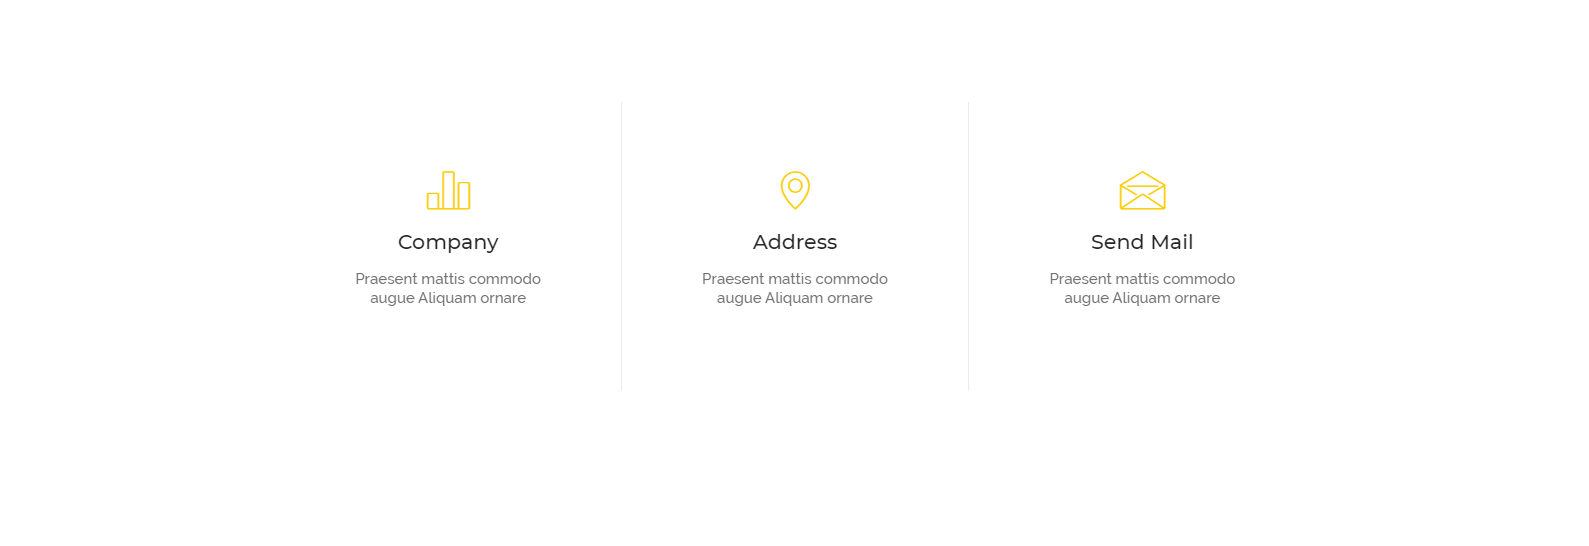 Company
Praesent mattis commodo
augue Aliquam ornare
Address
Praesent mattis commodo
augue Aliquam ornare
Send Mail
Praesent mattis commodo
augue Aliquam ornare